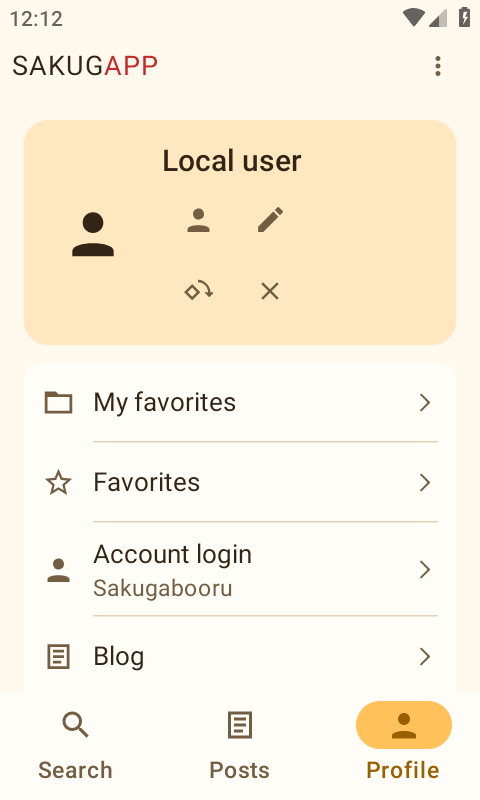 12:12
SAKUGAPP
Local user
My favorites
Favorites
Account login
Sakugabooru
Blog
Search
Posts
Profile